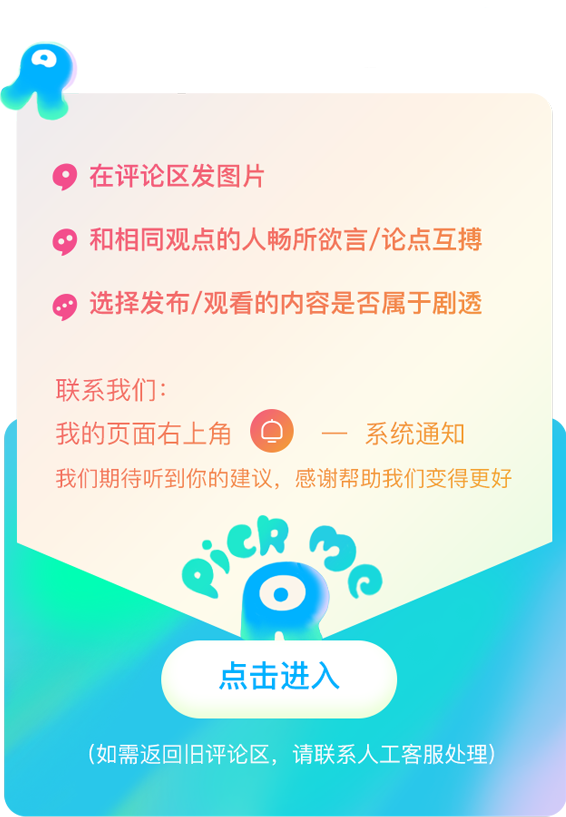 在评论区发图片
和相同观点的人畅所欲言/论点互搏
选择发布/观看的内容是否属于剧透
联系我们：
我的页面右上角 — 系统通知
我们期待听到你的建议，感谢帮助我们变得更好
PICK ME
点击进入
（如需返回旧评论区，请联系人工客服处理）